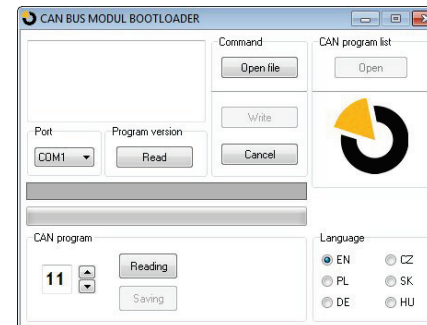 CAN BUS MODUL BOOTLOADER
Command
CAN program list
Open file
Open
Write
Port
Program version
COM1
Read
Cancel
CAN program
Language
11
Reading
Saving
EN
CZ
PL
SK
DE
HU